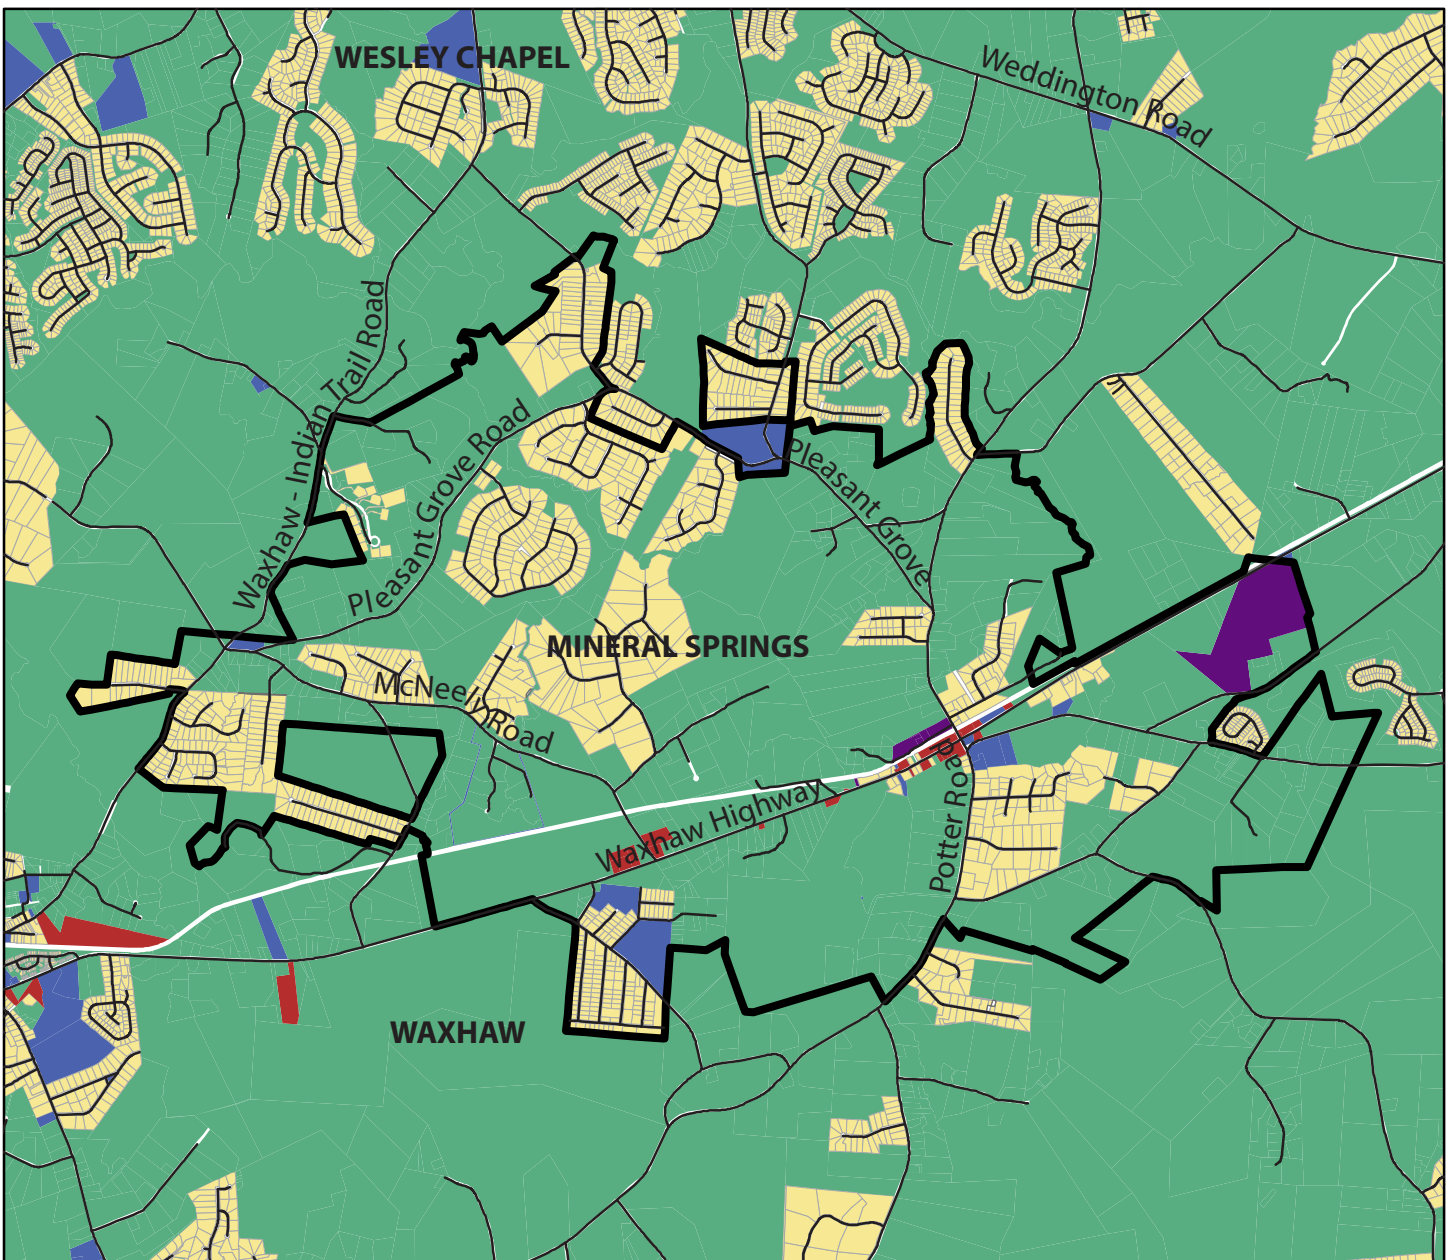 WESLEY CHAPEL
Weddington Road
Waxhaw - Indian Trail Road
Pleasant Grove Road
Pleasant Grove
MINERAL SPRINGS
McNeely Road
Waxhaw Highway
Potter Road
WAXHAW